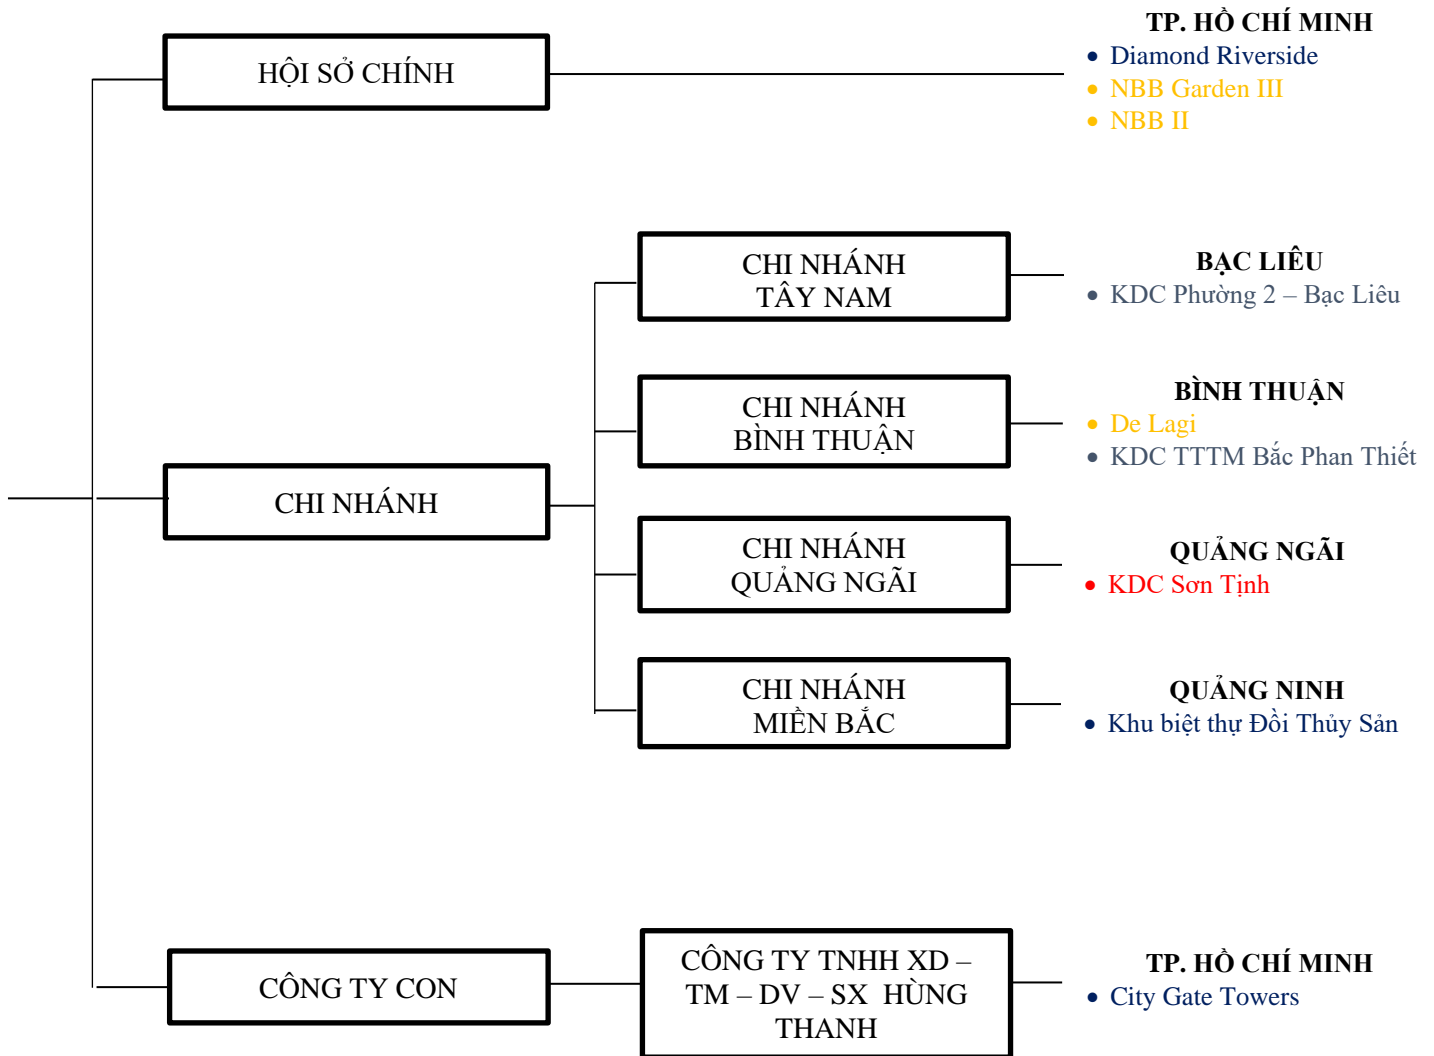 TP. HỒ CHÍ MINH
HỘI SỞ CHÍNH
• Diamond Riverside
• NBB Garden III
• NBB II
CHI NHÁNH
TÂY NAM
BẠC LIÊU
• KDC Phường 2 – Bạc Liêu
CHI NHÁNH
BÌNH THUẬN
BÌNH THUẬN
• De Lagi
• KDC TTTM Bắc Phan Thiết
CHI NHÁNH
CHI NHÁNH
QUẢNG NGÃI
QUẢNG NGÃI
• KDC Sơn Tịnh
CHI NHÁNH
MIỀN BẮC
QUẢNG NINH
• Khu biệt thự Đồi Thủy Sản
CÔNG TY CON
CÔNG TY TNHH XD –
TM – DV – SX HÙNG
THANH
TP. HỒ CHÍ MINH
• City Gate Towers